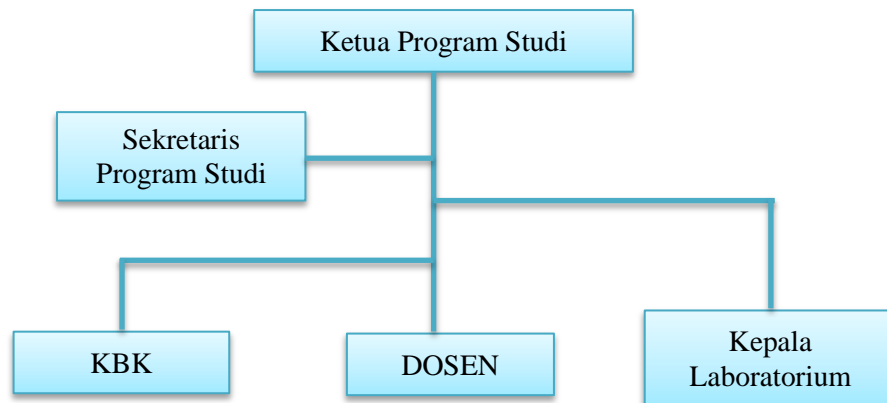 Ketua Program Studi
Sekretaris
Program Studi
KBK
DOSEN
Kepala
Laboratorium